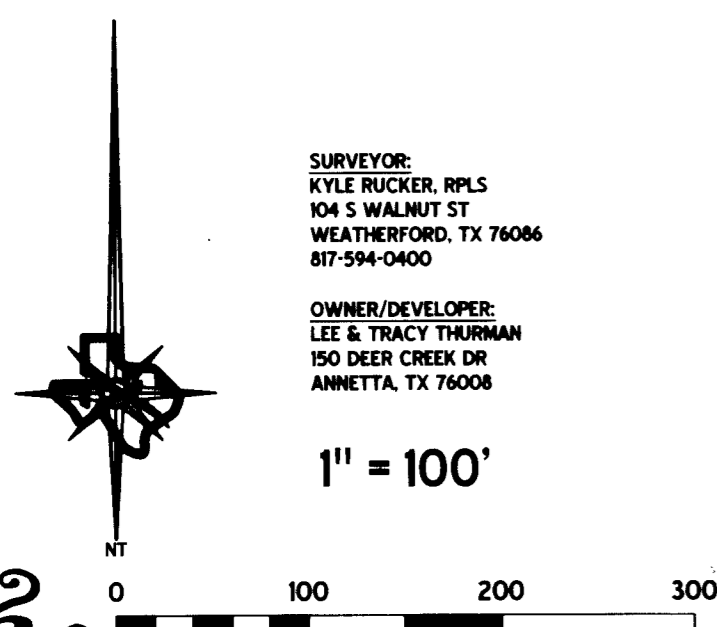 SURVEYOR:
KYLE RUCKER, RPLS
104 S WALNUT ST
WEATHERFORD, TX 76086
817-594-0400
OWNER/DEVELOPER:
LEE & TRACY THURMAN
150 DEER CREEK DR
ANNETTA, TX 76008
1" = 100'
NT
0 100 200 300